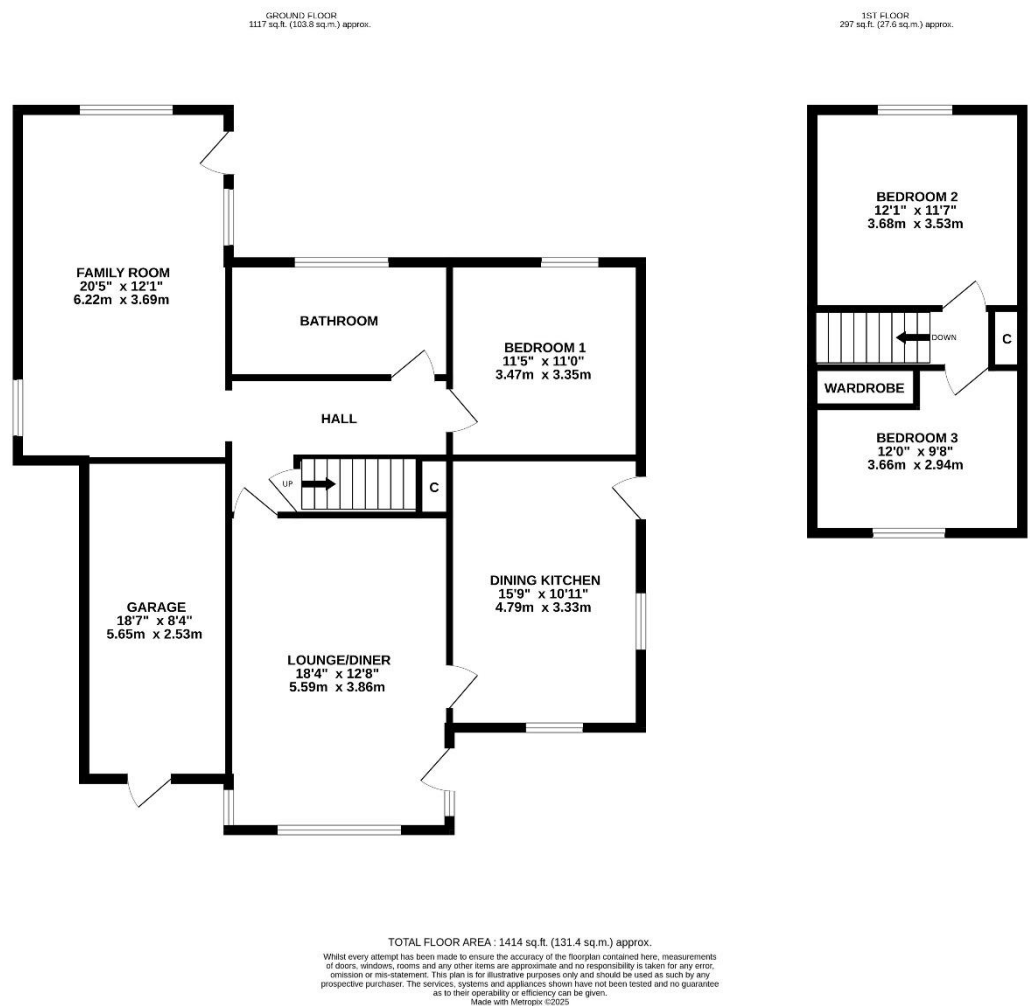 GROUND FLOOR
1117 sq.ft. (103.8 sq.m.) approx.
1ST FLOOR
297 sq.ft. (27.6 sq.m.) approx.
FAMILY ROOM
20'5" x 12'1"
6.22m x 3.69m
BATHROOM
BEDROOM 1
11'5" x 11'0"
3.47m x 3.35m
HALL
UP
C
DINING KITCHEN
15'9" x 10'11"
4.79m x 3.33m
GARAGE
18'7" x 8'4"
5.65m x 2.53m
LOUNGE/DINER
18'4" x 12'8"
5.59m x 3.86m
BEDROOM 2
12'1" x 11'7"
3.68m x 3.53m
DOWN
C
WARDROBE
BEDROOM 3
12'0" x 9'8"
3.66m x 2.94m
TOTAL FLOOR AREA : 1414 sq.ft. (131.4 sq.m.) approx.
Whilst every attempt has been made to ensure the accuracy of the floorplan contained here, measurements
of doors, windows, rooms and any other items are approximate and no responsibility is taken for any error,
omission or mis-statement. This plan is for illustrative purposes only and should be used as such by any
prospective purchaser. The services, systems and appliances shown have not been tested and no guarantee
as to their operability or efficiency can be given.
Made with Metropix ©2025